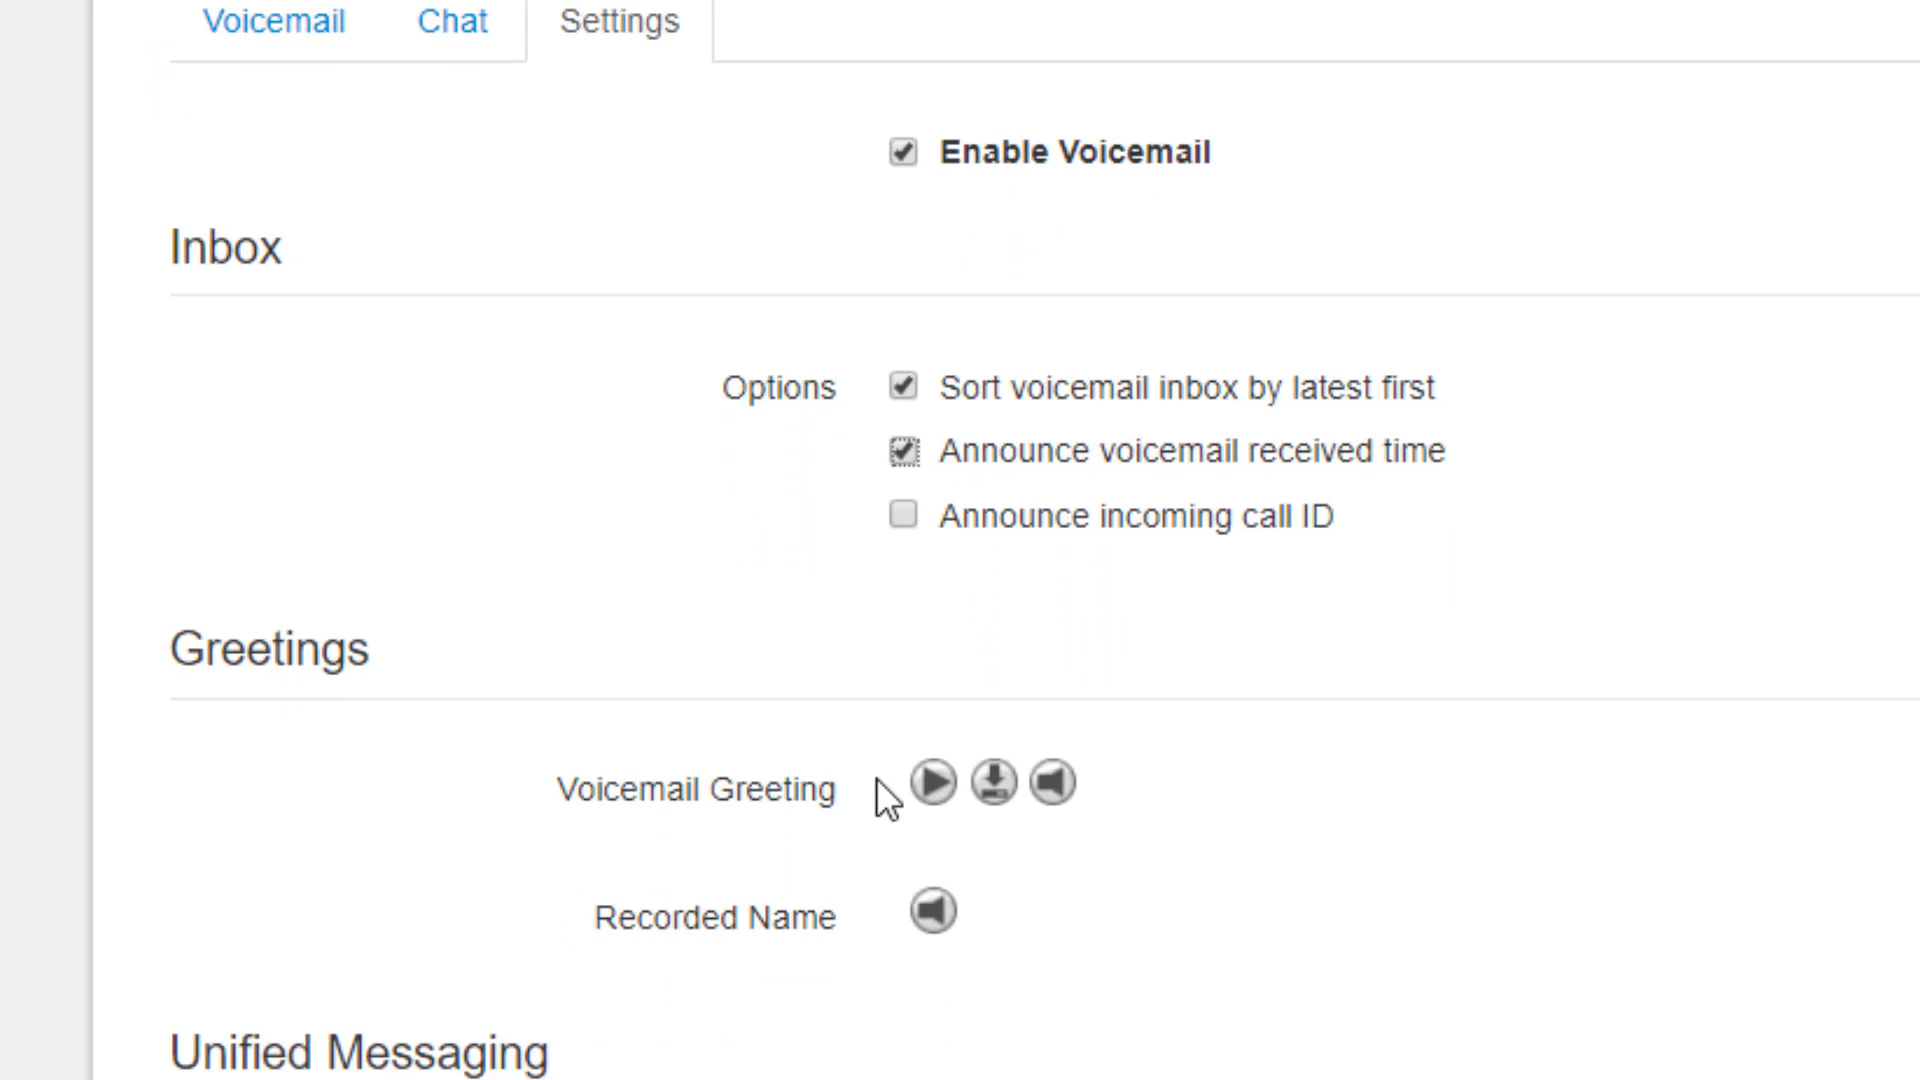 Voicemail Chat Settings
Enable Voicemail
Inbox
Options Sort voicemail inbox by latest first
Announce voicemail received time
Announce incoming call ID
Greetings
Voicemail Greeting
Recorded Name
Unified Messaging